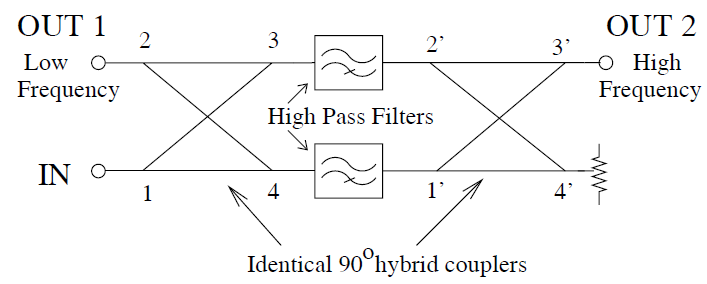 OUT 1
2
3
2’
3’
OUT 2
Low
High
Frequency
Frequency
High Pass Filters
IN
1
4
1’
4’
Identical 90° hybrid couplers